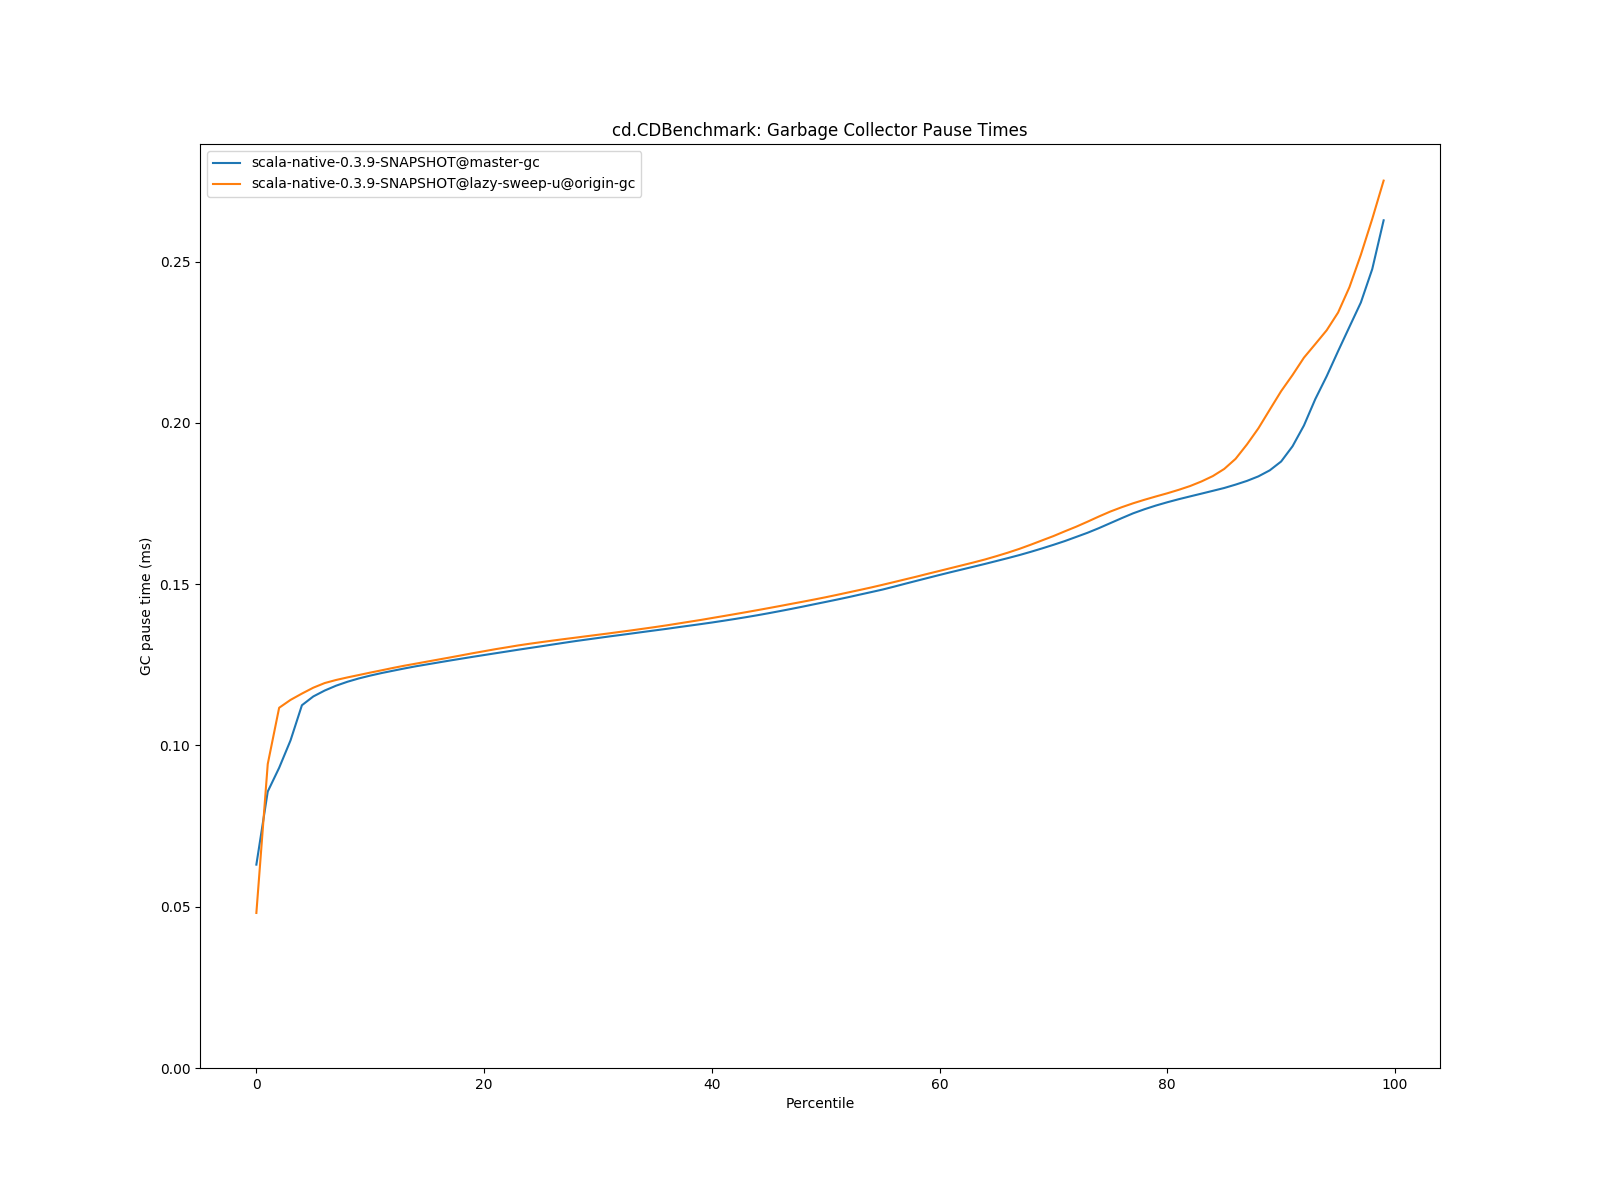 cd.CDBenchmark: Garbage Collector Pause Times
scala-native-0.3.9-SNAPSHOT@master-gc
scala-native-0.3.9-SNAPSHOT@lazy-sweep-u@origin-gc
GC pause time (ms)
0.25
0.20
0.15
0.10
0.05
0.00
0 20 40 60 80 100
Percentile